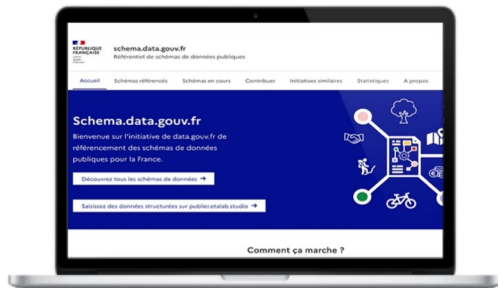 RÉPUBLIQUE
FRANÇAISE
schema.data.gouv.fr
Référentiel de schémas de données publiques
Accueil Schémas référencés Schémas en cours Contribuer Initiatives similaires Statistiques A propos
Schema.data.gouv.fr
Bienvenue sur l'initiative de data.gouv.fr de
référencement des schémas de données
publiques pour la France.
Découvrez tous les schémas de données →
Saisissez des données structurées sur publier.etalab.studio →
Comment ça marche ?